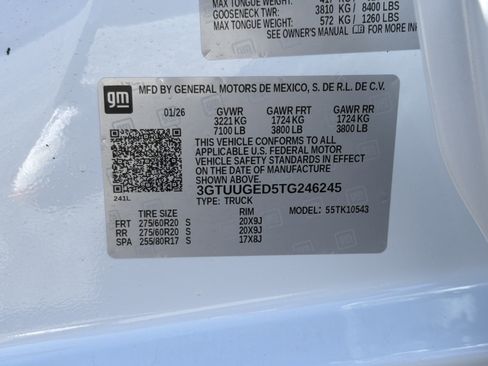 MAX TONGUE WEIGHT: 417 KG /
GOOSENECK TWR: 3810 KG/ 8400 LBS
MAX TONGUE WEIGHT: 572 KG / 1260 LBS
SEE OWNER'S MANUAL FOR MORE INFOR
gm
MFD BY GENERAL MOTORS DE MEXICO, S. DE R.L. DE C.V.
01/26 GVWR GAWR FRT GAWR RR
3221 KG 1724 KG 1724 KG
7100 LB 3800 LB 3800 LB
THIS VEHICLE CONFORMS TO ALL
APPLICABLE U.S. FEDERAL MOTOR
VEHICLE SAFETY STANDARDS IN EFFECT
ON THE DATE OF MANUFACTURE
SHOWN ABOVE.
3GTUUGED5TG246245
241L
TYPE: TRUCK
MODEL: 55TK10543
TIRE SIZE RIM
FRT 275/60R20 S 20X9J
RR 275/60R20 S 20X9J
SPA 255/80R17 S 17X8J